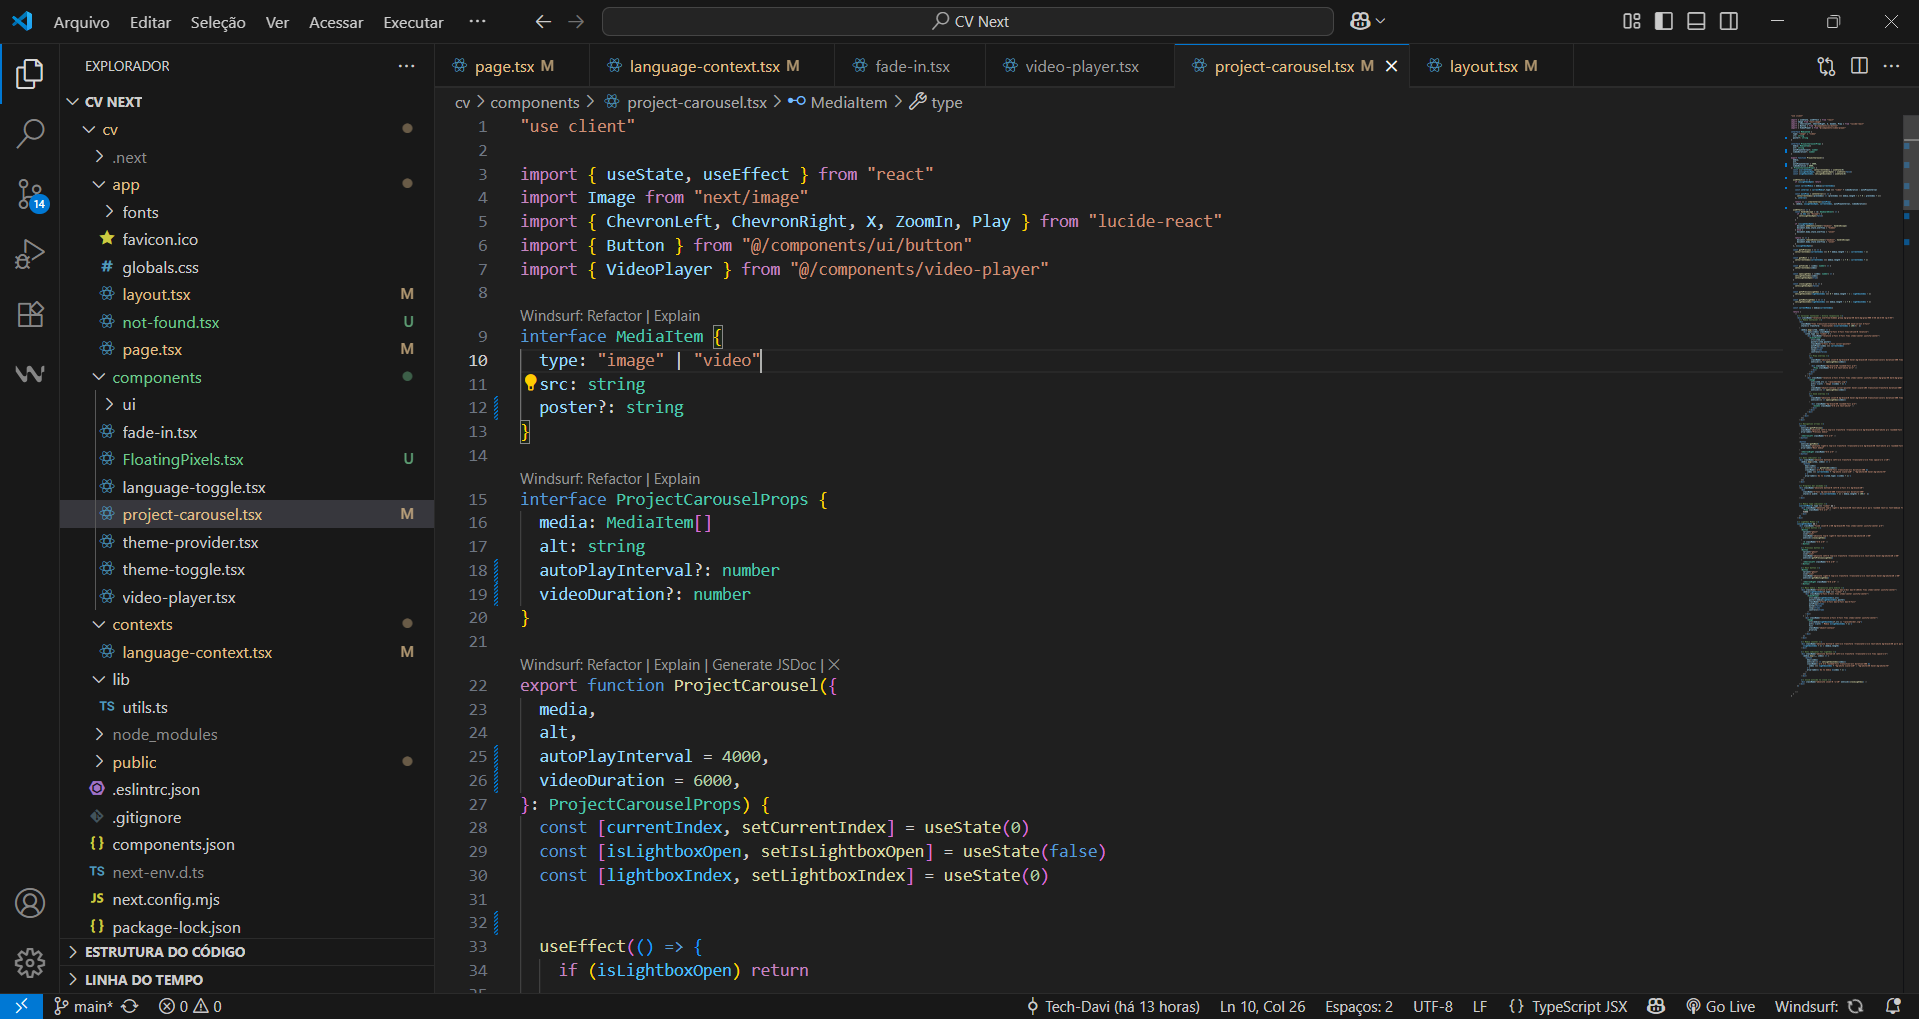 Arquivo Editar Seleção Ver Acessar Executar ··· CV Next
EXPLORADOR ···
CV NEXT
cv
.next
app
fonts
favicon.ico
globals.css
layout.tsx M
not-found.tsx U
page.tsx M
components
ui
fade-in.tsx
FloatingPixels.tsx U
language-toggle.tsx
project-carousel.tsx M
theme-provider.tsx
theme-toggle.tsx
video-player.tsx
contexts
language-context.tsx M
lib
TS utils.ts
node_modules
public
.eslintrc.json
.gitignore
{} components.json
TS next-env.d.ts
JS next.config.mjs
{} package-lock.json
ESTRUTURA DO CÓDIGO
LINHA DO TEMPO
14
page.tsx M language-context.tsx M fade-in.tsx video-player.tsx project-carousel.tsx M layout.tsx M
cv > components > project-carousel.tsx > MediaItem > type
1 "use client"
2
3 import { useState, useEffect } from "react"
4 import Image from "next/image"
5 import { ChevronLeft, ChevronRight, X, ZoomIn, Play } from "lucide-react"
6 import { Button } from "@/components/ui/button"
7 import { VideoPlayer } from "@/components/video-player"
8
Windsurf: Refactor | Explain
9 interface MediaItem {
10 type: "image" | "video"
11 src: string
12 poster?: string
13 }
14
Windsurf: Refactor | Explain
15 interface ProjectCarouselProps {
16 media: MediaItem[]
17 alt: string
18 autoPlayInterval?: number
19 videoDuration?: number
20 }
21
Windsurf: Refactor | Explain | Generate JSDoc | X
22 export function ProjectCarousel({
23 media,
24 alt,
25 autoPlayInterval = 4000,
26 videoDuration = 6000,
27 }: ProjectCarouselProps) {
28 const [currentIndex, setCurrentIndex] = useState(0)
29 const [isLightboxOpen, setIsLightboxOpen] = useState(false)
30 const [lightboxIndex, setLightboxIndex] = useState(0)
31
32
33 useEffect(() => {
34 if (isLightboxOpen) return
main* 0 0 Tech-Davi (há 13 horas) Ln 10, Col 26 Espaços: 2 UTF-8 LF {} TypeScript JSX Go Live Windsurf: